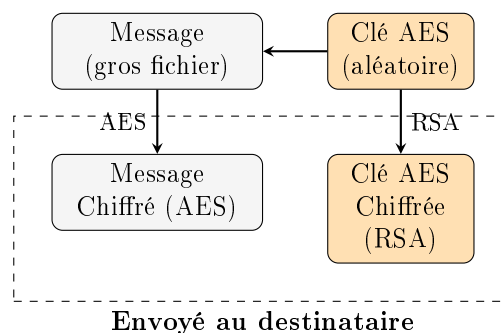 Message
(gros fichier)
Clé AES
(aléatoire)
AES
RSA
Message
Chiffré (AES)
Clé AES
Chiffrée
(RSA)
Envoyé au destinataire